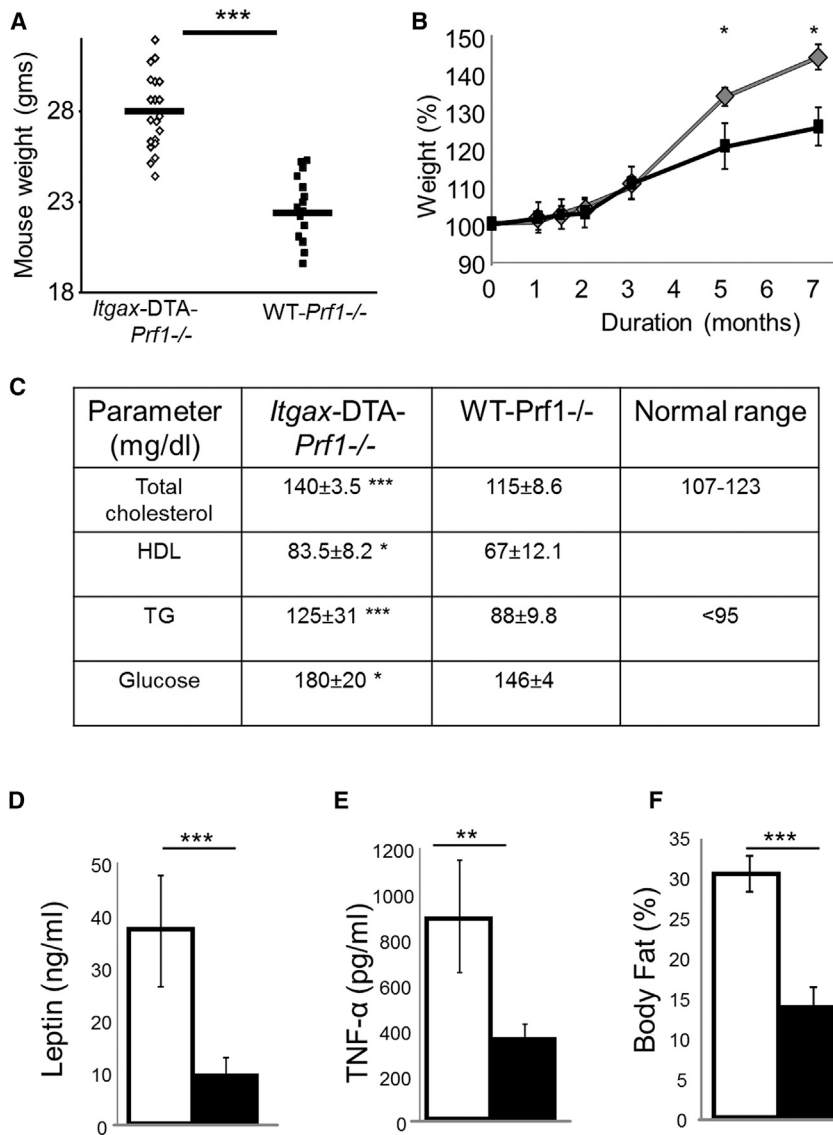 A
***
Mouse weight (gms)
28
23
18
Itgax-DTA-
Prf1-/-
WT-Prf1-/-
B
* *
150
140
130
120
110
100
90
Weight (%)
0 1 2 3 4 5 6 7
Duration (months)
C
Parameter
(mg/dl)
Itgax-DTA-
Prf1-/-
WT-Prf1-/-
Normal range
Total
cholesterol
140±3.5 ***
115±8.6
107-123
HDL
83.5±8.2 *
67±12.1
TG
125±31 ***
88±9.8
<95
Glucose
180±20 *
146±4
D
***
50
40
30
20
10
0
Leptin (ng/ml)
E
**
1200
1000
800
600
400
200
0
TNF-α (pg/ml)
F
***
35
30
25
20
15
10
5
0
Body Fat (%)